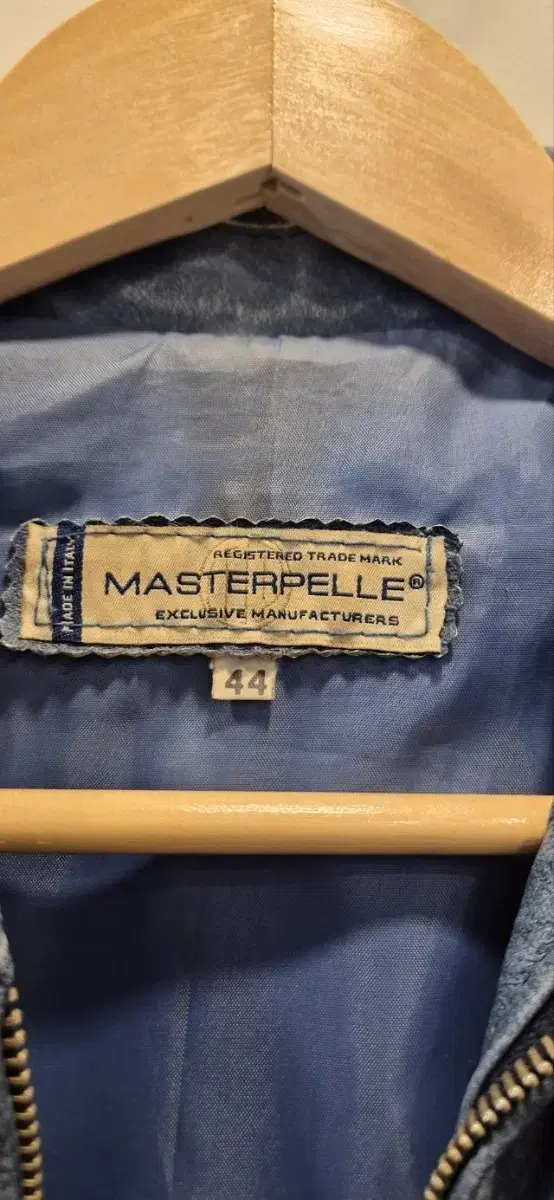 MADE IN ITALY
REGISTERED TRADE MARK
MASTERPELLE®
EXCLUSIVE MANUFACTURERS
44